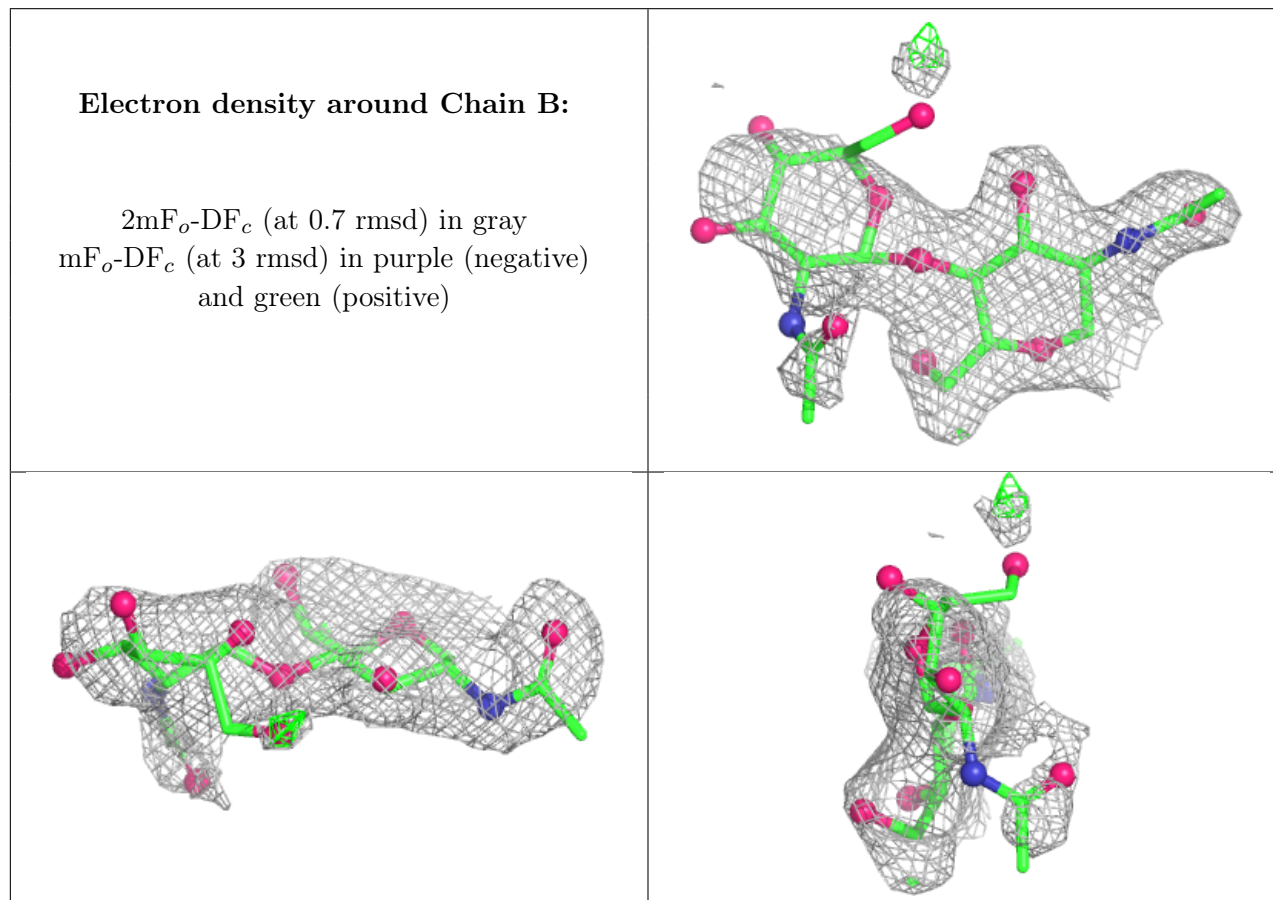 Electron density around Chain B:
2mFo-DFc (at 0.7 rmsd) in gray
mFo-DFc (at 3 rmsd) in purple (negative)
and green (positive)